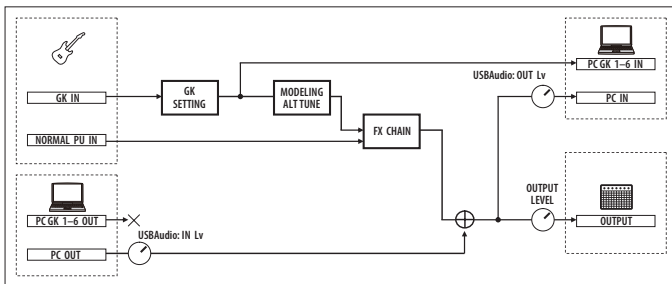 GK IN
NORMAL PU IN
GK
SETTING
MODELING
ALT TUNE
FX CHAIN
PC GK 1–6 IN
USBAudio: OUT Lv
PC IN
PC GK 1–6 OUT
USBAudio: IN Lv
PC OUT
OUTPUT
LEVEL
OUTPUT